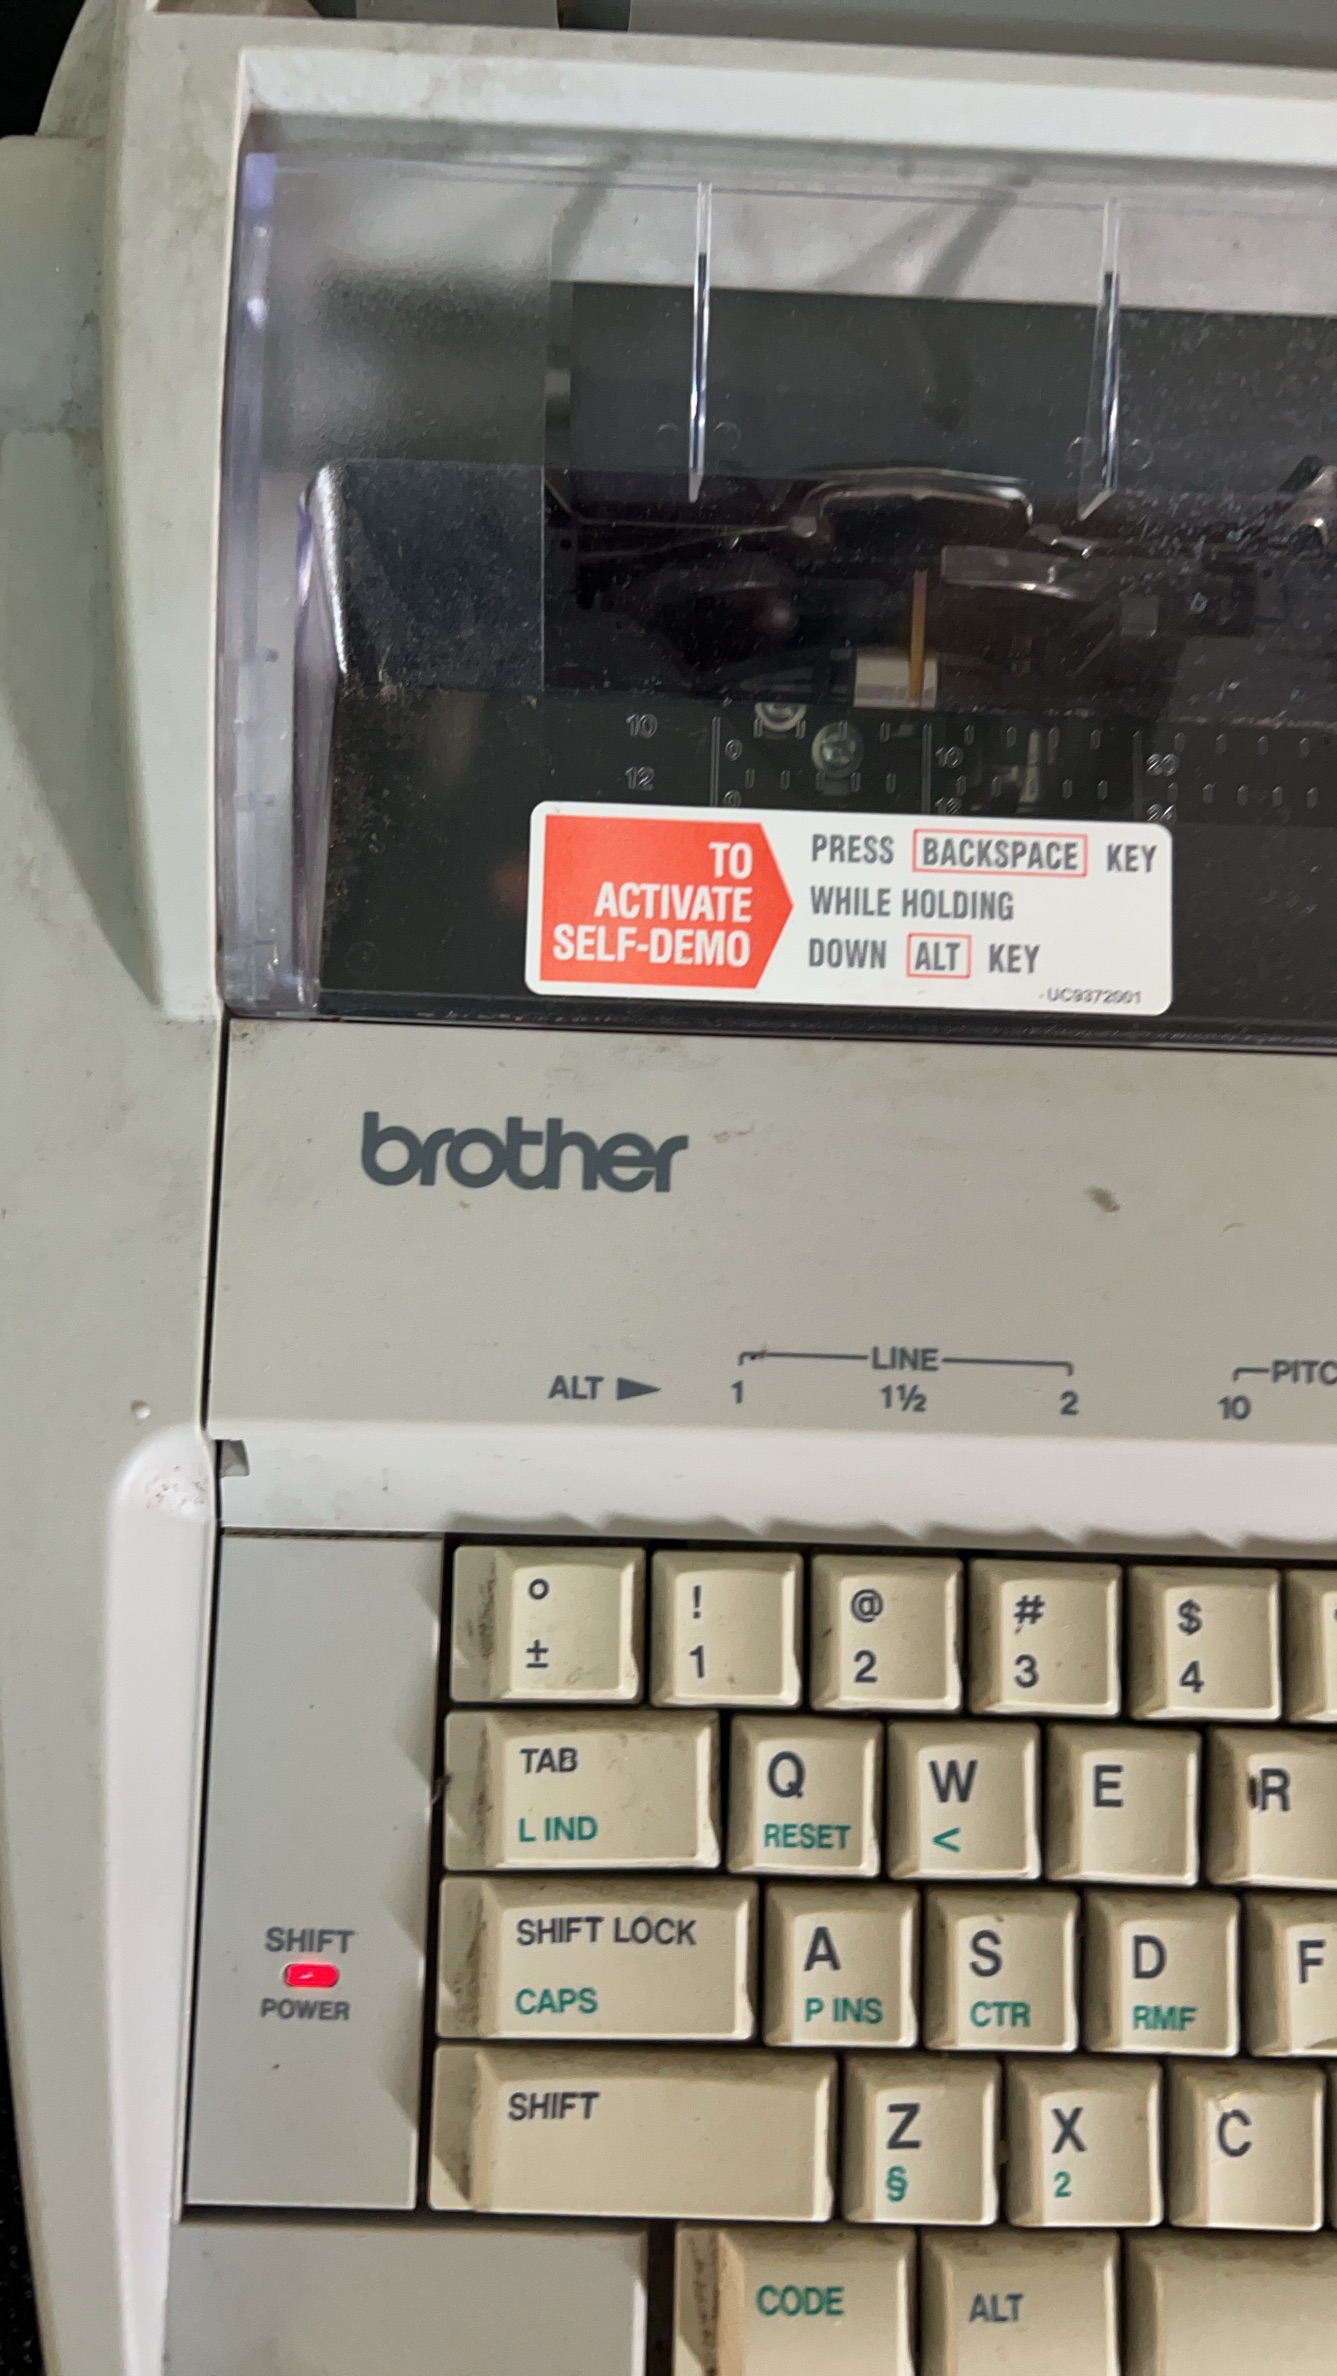 10 0 10 20
12 0 12 24
TO
ACTIVATE
SELF-DEMO
PRESS BACKSPACE KEY
WHILE HOLDING
DOWN ALT KEY
UC9372001
brother
LINE
ALT ► 1 1½ 2 10
° ! @ # $
± 1 2 3 4
TAB Q W E R
L IND RESET <
SHIFT LOCK A S D F
CAPS P INS CTR RMF
SHIFT
POWER
SHIFT Z X C
§ 2
CODE ALT